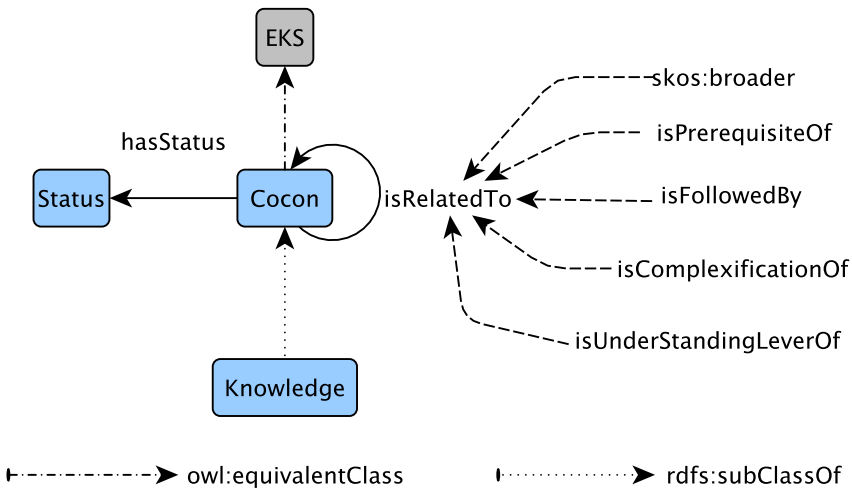 EKS
skos:broader
hasStatus
isPrerequisiteOf
Status
Cocon
isRelatedTo
isFollowedBy
isComplexificationOf
isUnderStandingLeverOf
Knowledge
owl:equivalentClass
rdfs:subClassOf